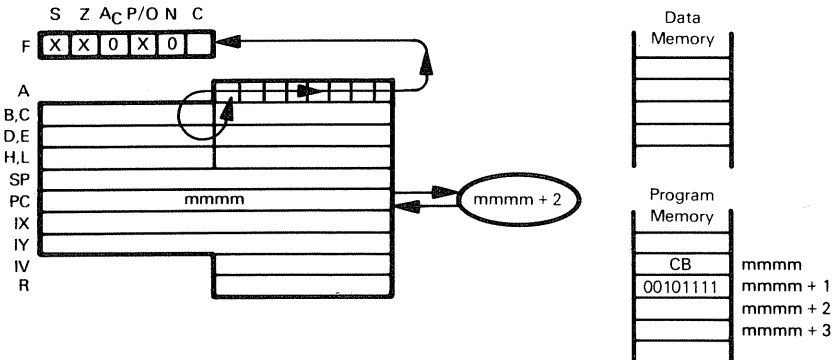 S Z AC P/O N C
F X X 0 X 0
A
B,C
D,E
H,L
SP
PC mmmm
mmmm + 2
IX
IY
IV
R
Data
Memory
Program
Memory
CB mmmm
00101111 mmmm + 1
mmmm + 2
mmmm + 3